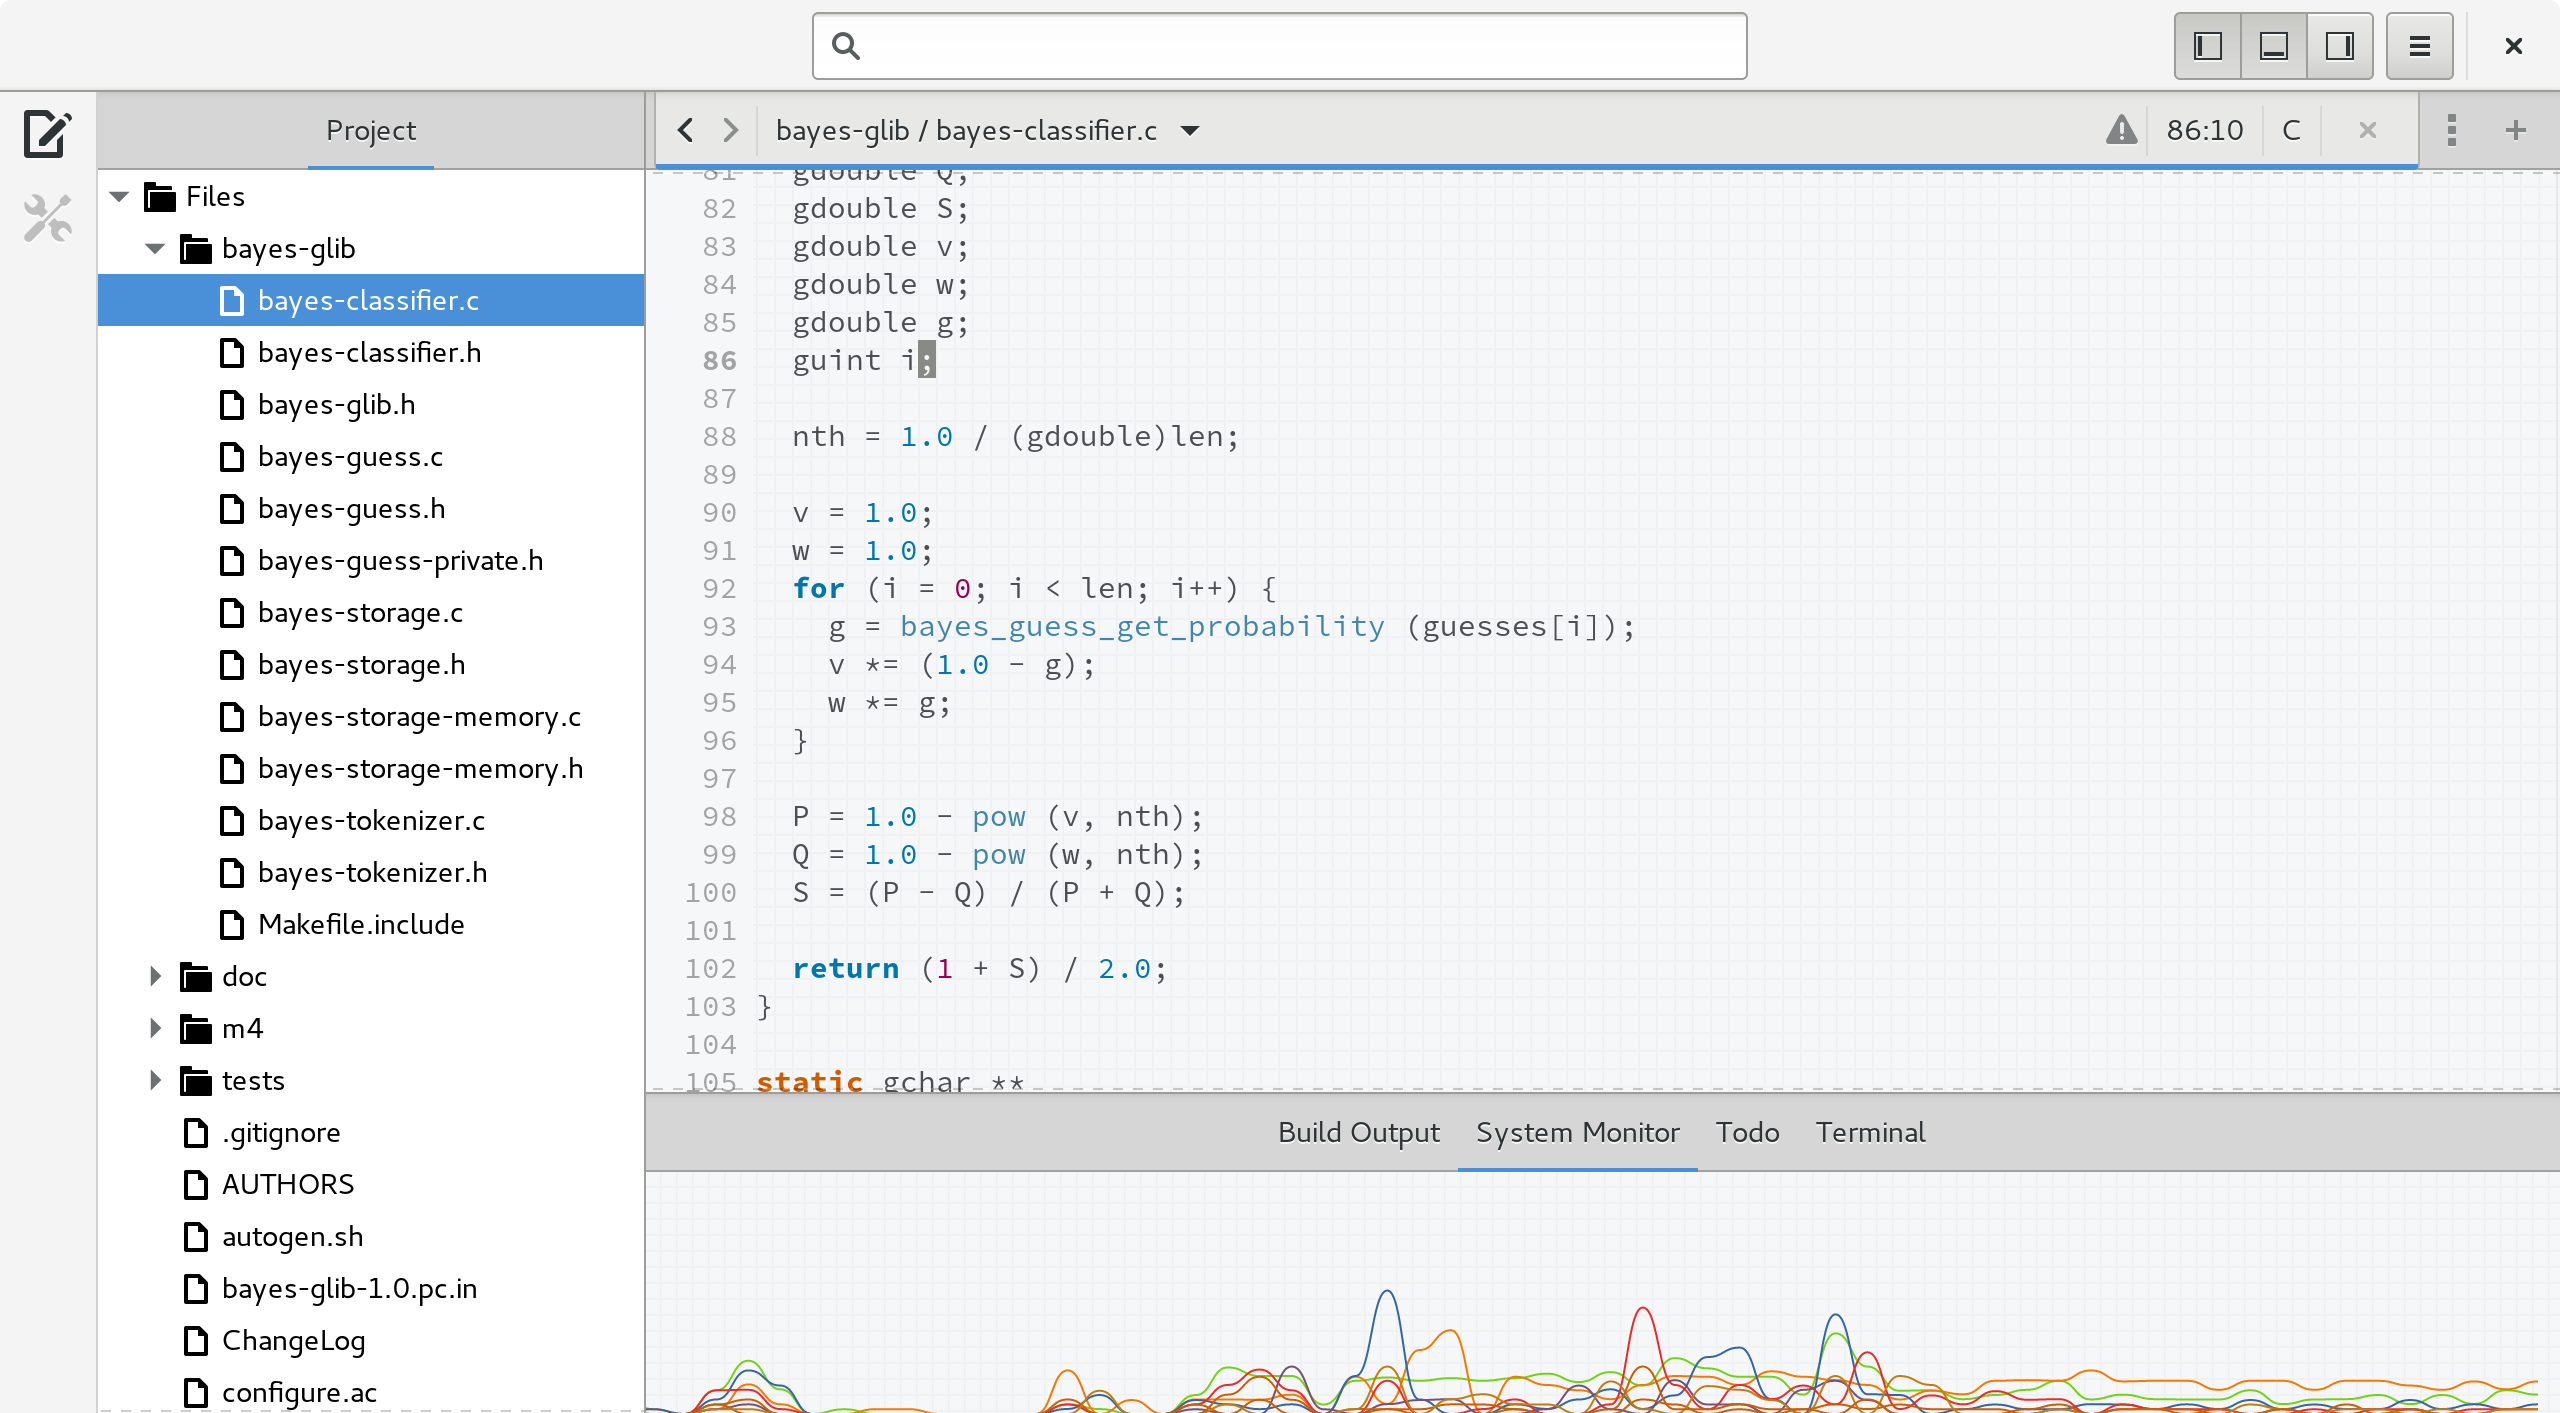 Project
Files
bayes-glib
bayes-classifier.c
bayes-classifier.h
bayes-glib.h
bayes-guess.c
bayes-guess.h
bayes-guess-private.h
bayes-storage.c
bayes-storage.h
bayes-storage-memory.c
bayes-storage-memory.h
bayes-tokenizer.c
bayes-tokenizer.h
Makefile.include
doc
m4
tests
.gitignore
AUTHORS
autogen.sh
bayes-glib-1.0.pc.in
ChangeLog
configure.ac
bayes-glib / bayes-classifier.c 86:10 C
81 gdouble Q;
82 gdouble S;
83 gdouble v;
84 gdouble w;
85 gdouble g;
86 guint i;
87
88 nth = 1.0 / (gdouble)len;
89
90 v = 1.0;
91 w = 1.0;
92 for (i = 0; i < len; i++) {
93 g = bayes_guess_get_probability (guesses[i]);
94 v *= (1.0 - g);
95 w *= g;
96 }
97
98 P = 1.0 - pow (v, nth);
99 Q = 1.0 - pow (w, nth);
100 S = (P - Q) / (P + Q);
101
102 return (1 + S) / 2.0;
103 }
104
105 static gchar **
Build Output System Monitor Todo Terminal